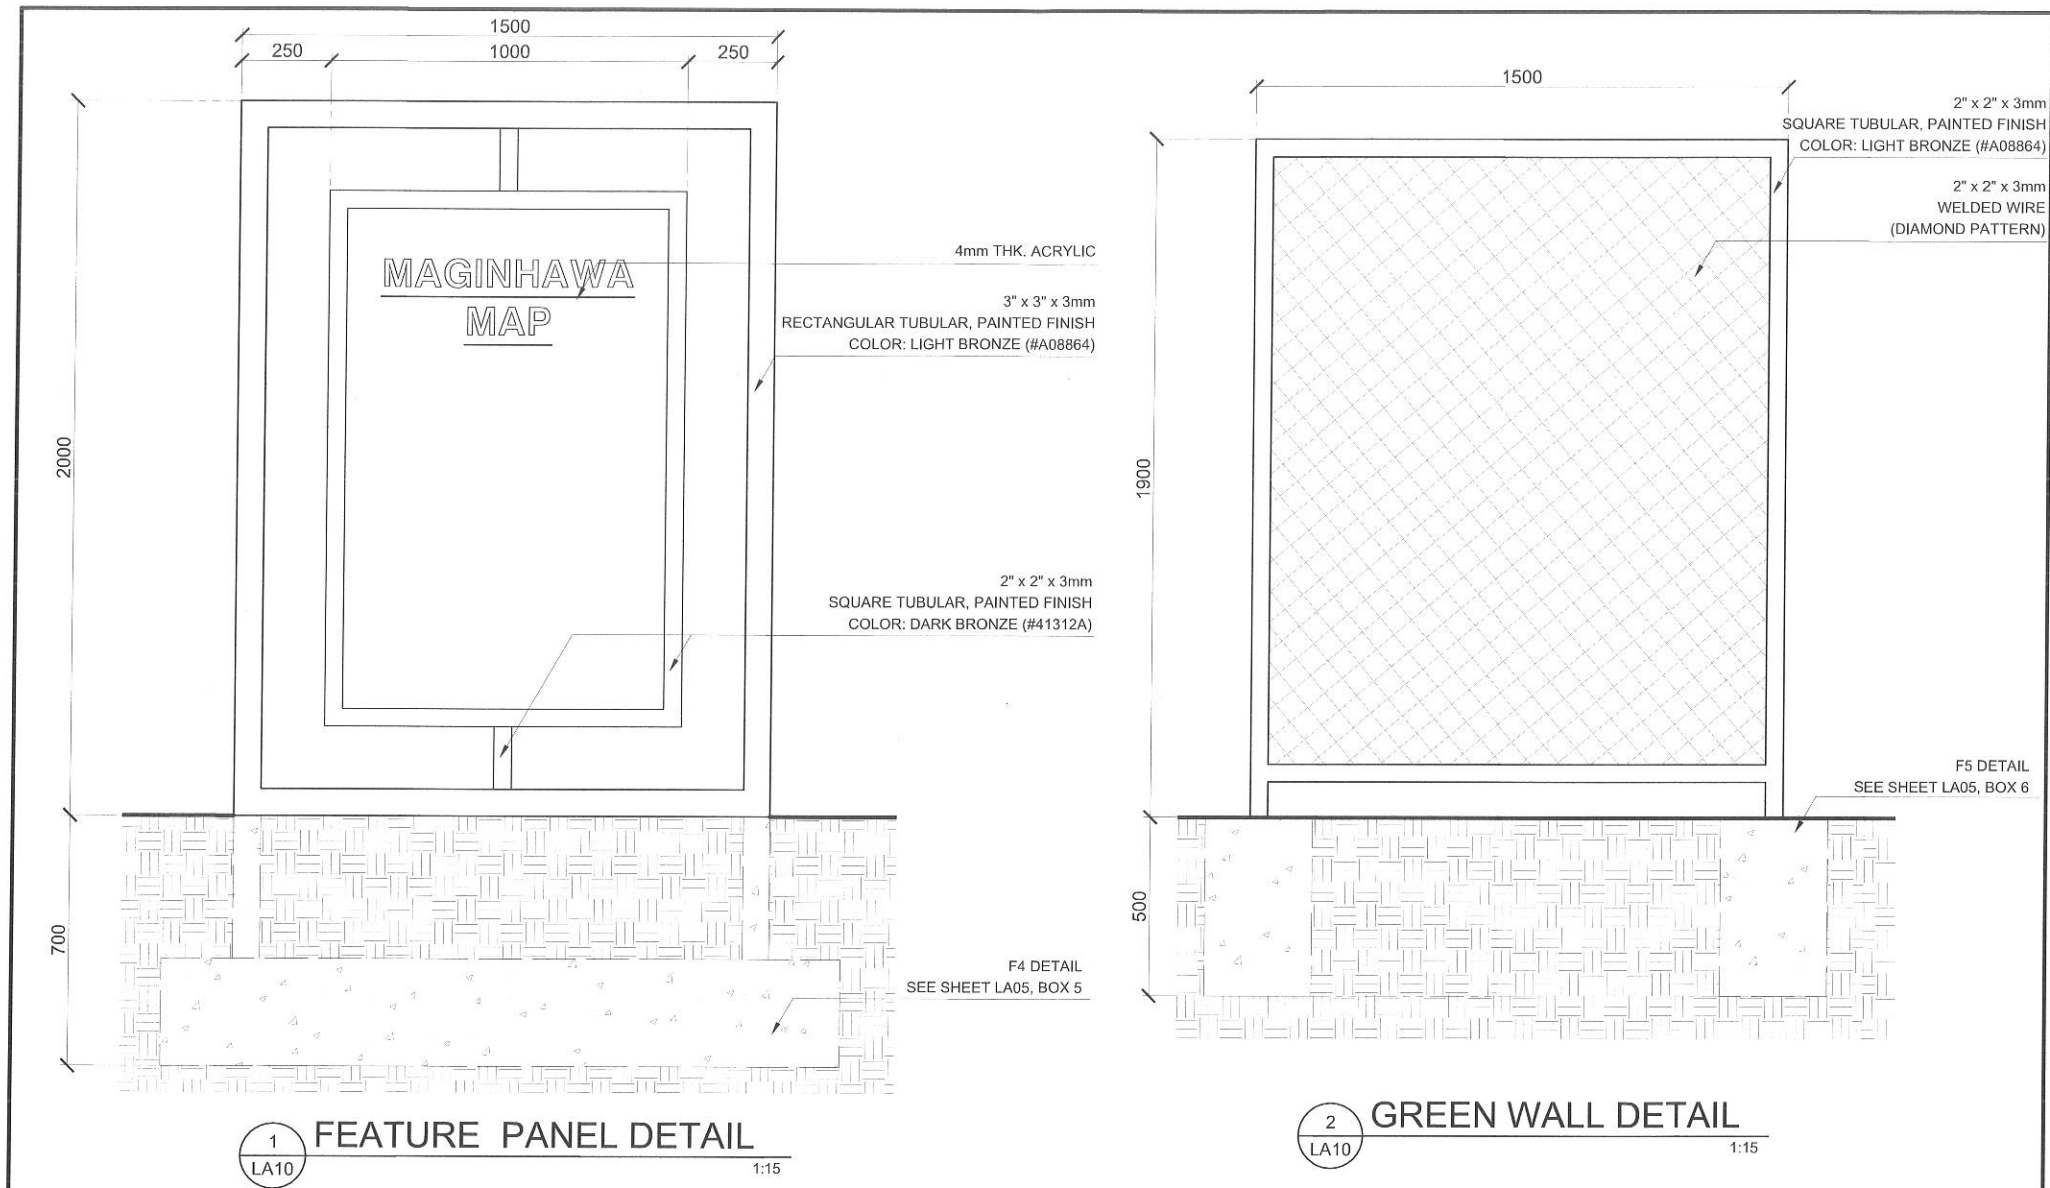 1500
250 1000 250
2000
MAGINHAWA
MAP
4mm THK. ACRYLIC
3" x 3" x 3mm
RECTANGULAR TUBULAR, PAINTED FINISH
COLOR: LIGHT BRONZE (#A08864)
2" x 2" x 3mm
SQUARE TUBULAR, PAINTED FINISH
COLOR: DARK BRONZE (#41312A)
700
F4 DETAIL
SEE SHEET LA05, BOX 5
1
LA10
FEATURE PANEL DETAIL
1:15
1500
2" x 2" x 3mm
SQUARE TUBULAR, PAINTED FINISH
COLOR: LIGHT BRONZE (#A08864)
2" x 2" x 3mm
WELDED WIRE
(DIAMOND PATTERN)
1900
F5 DETAIL
SEE SHEET LA05, BOX 6
500
2
LA10
GREEN WALL DETAIL
1:15